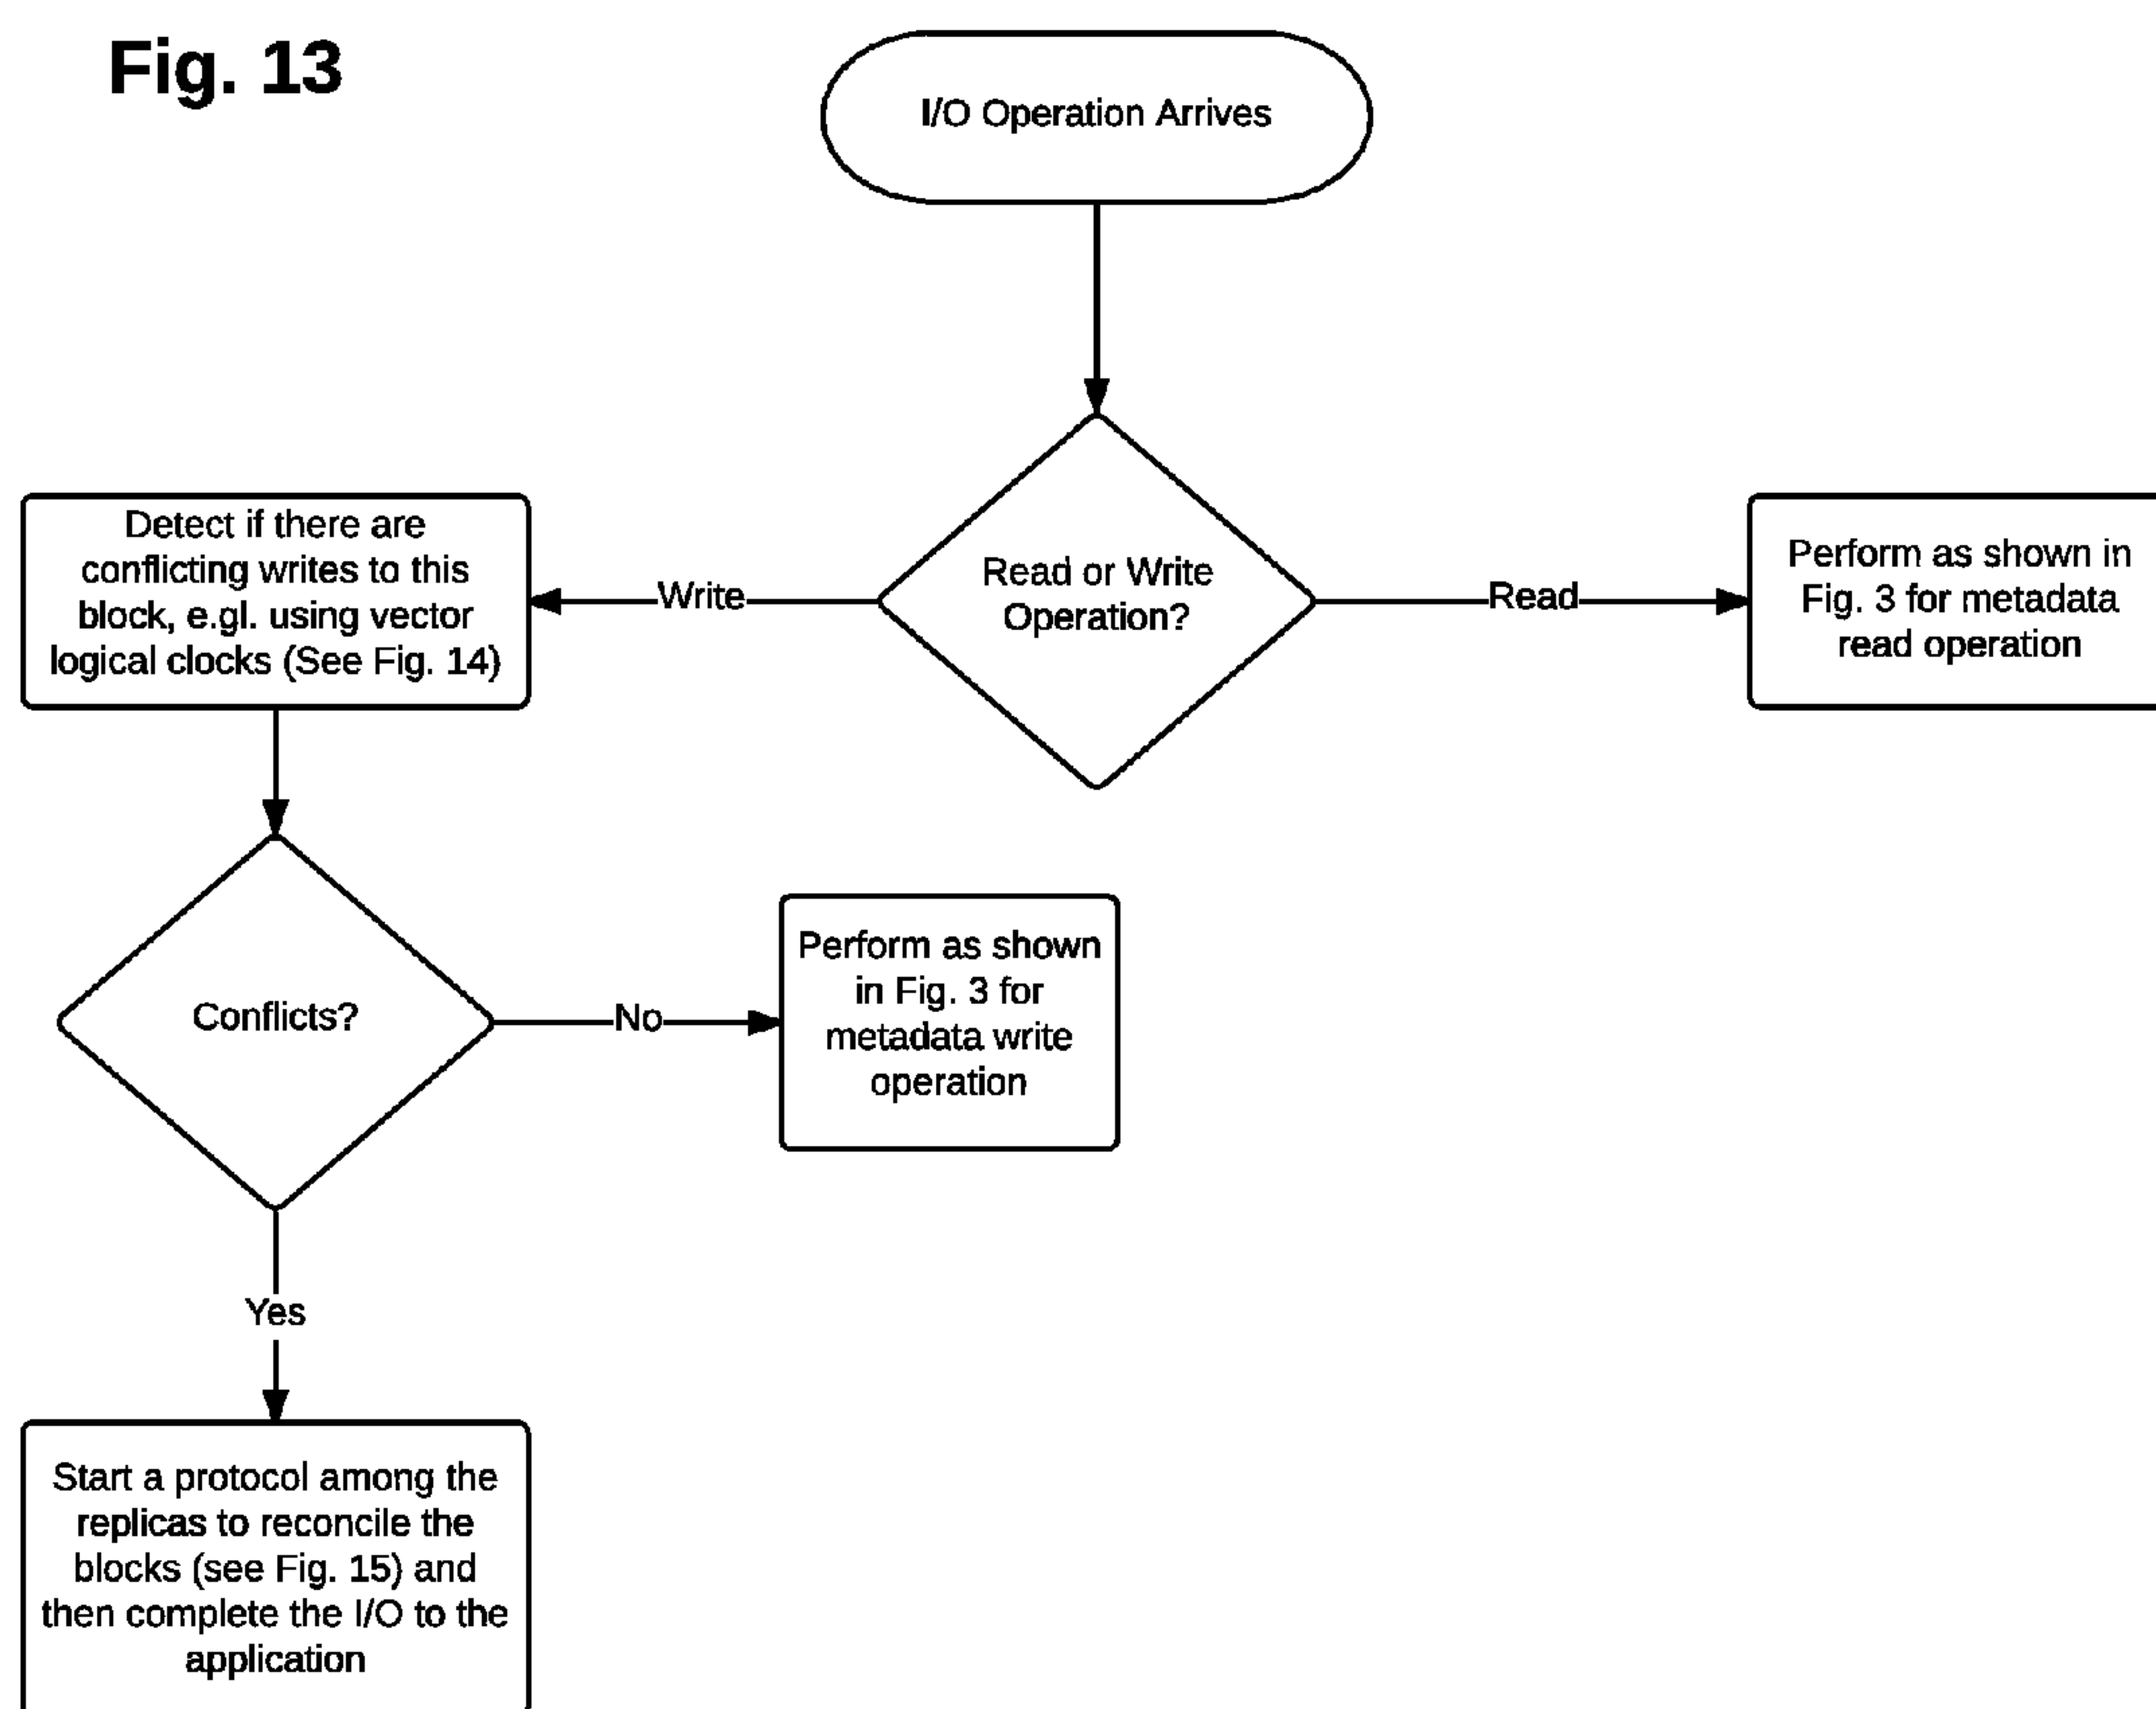 Fig. 13
I/O Operation Arrives
Read or Write
Operation?
Write
Read
Detect if there are
conflicting writes to this
block, e.gl. using vector
logical clocks (See Fig. 14)
Perform as shown in
Fig. 3 for metadata
read operation
Conflicts?
No
Perform as shown
in Fig. 3 for
metadata write
operation
Yes
Start a protocol among the
replicas to reconcile the
blocks (see Fig. 15) and
then complete the I/O to the
application